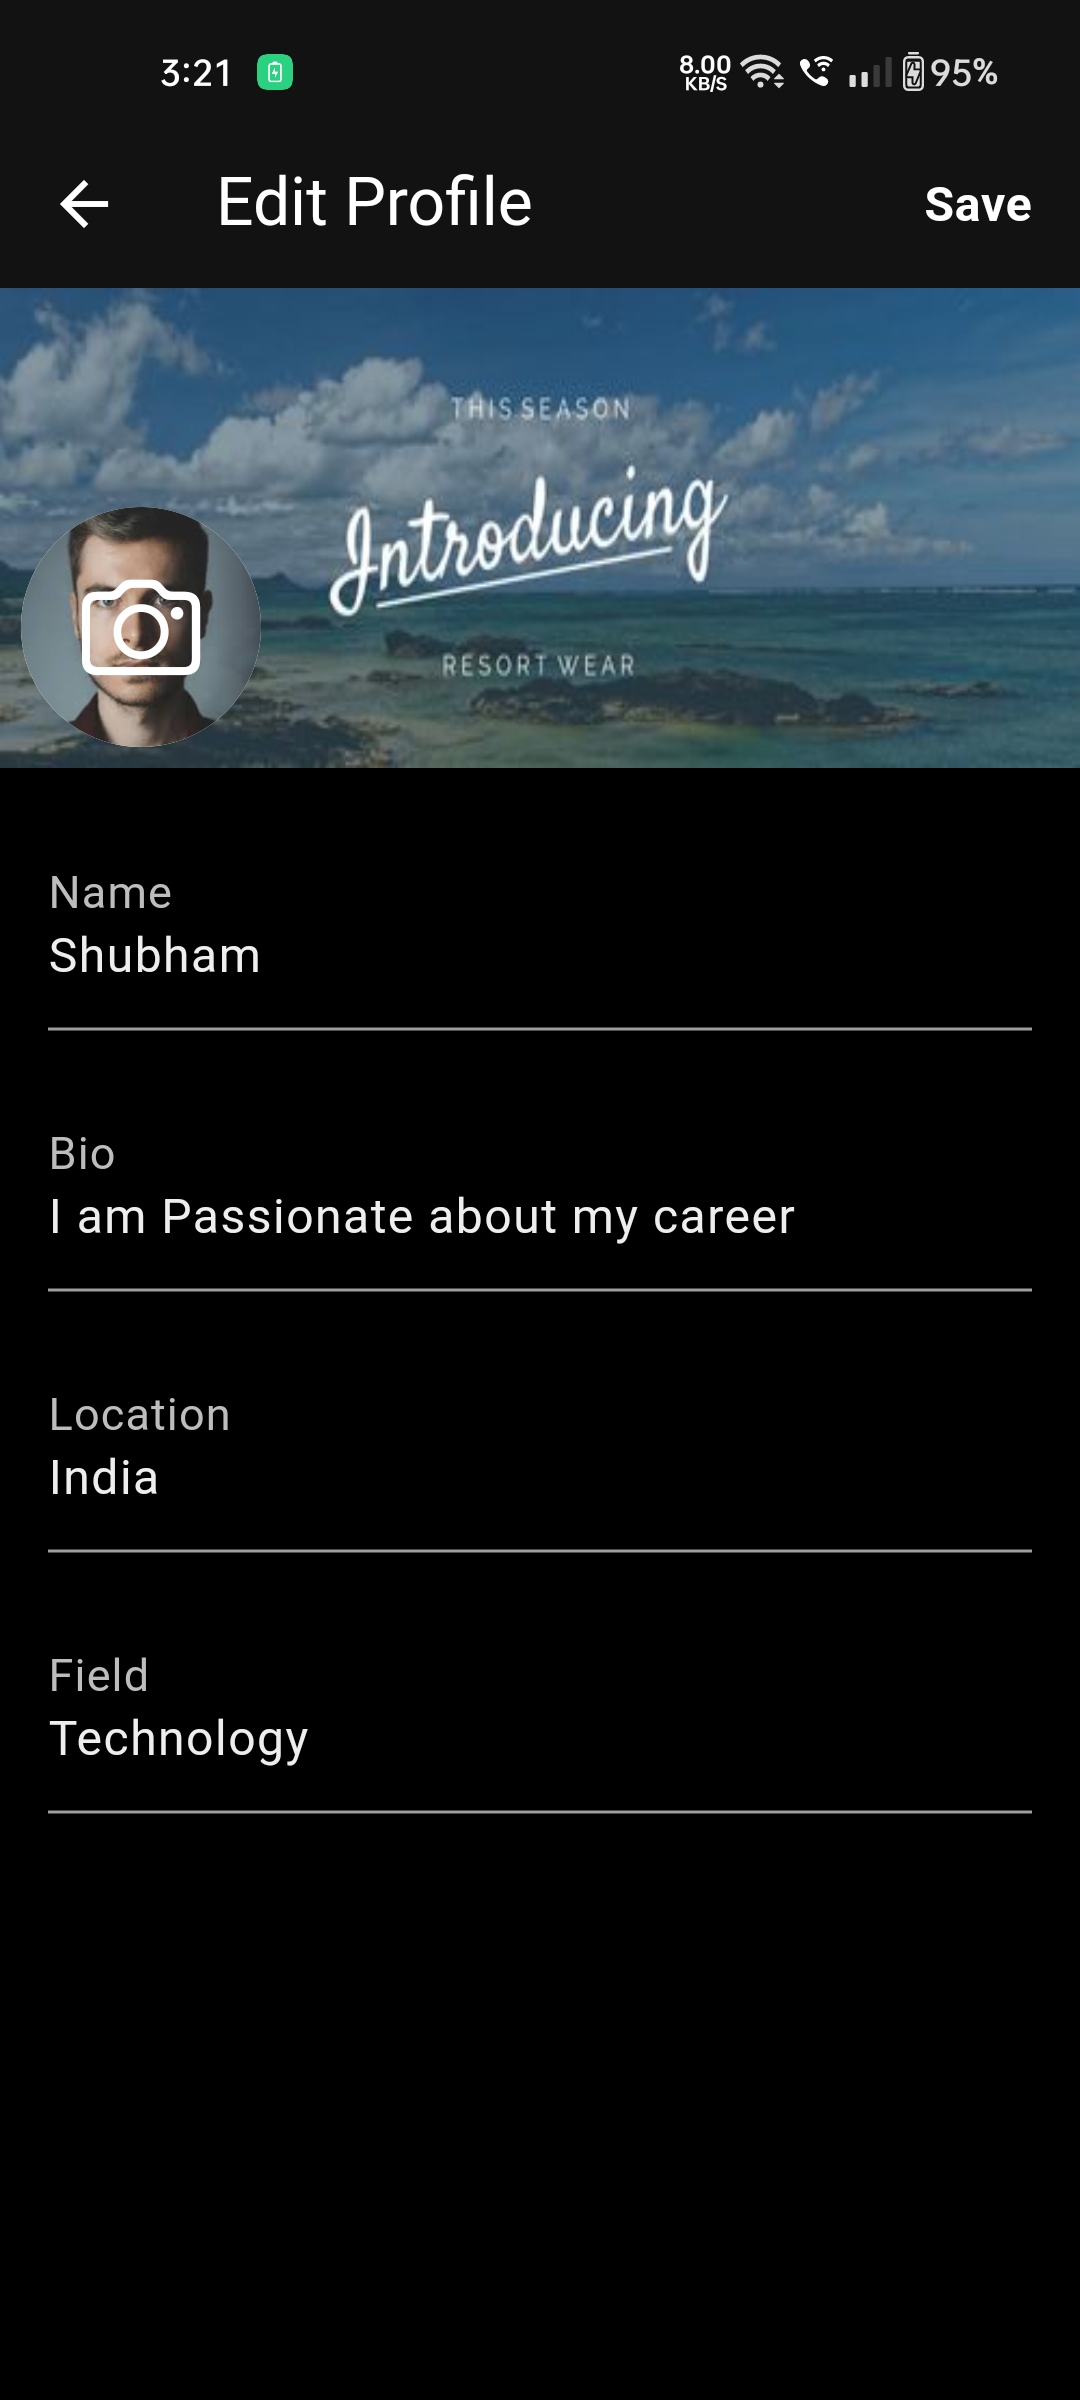 3:21 8.00 KB/S 95%
Edit Profile Save
THIS SEASON
Introducing
RESORT WEAR
Name
Shubham
Bio
I am Passionate about my career
Location
India
Field
Technology